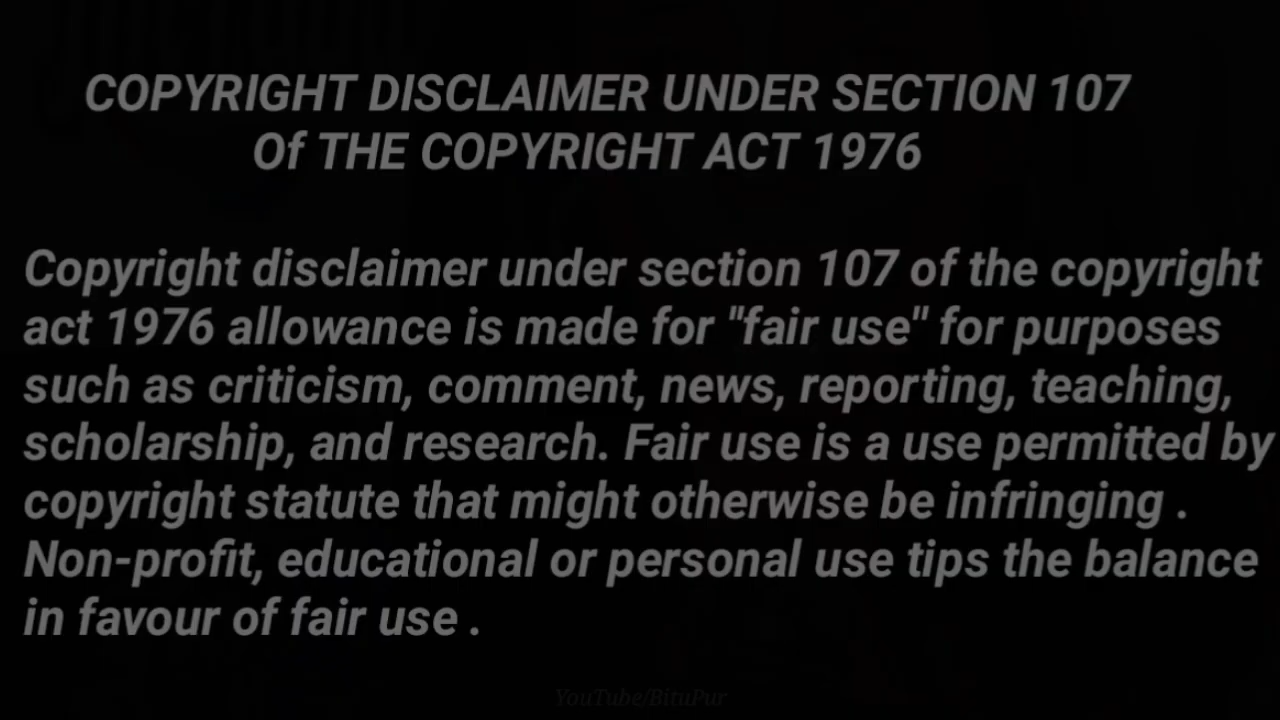 COPYRIGHT DISCLAIMER UNDER SECTION 107
Of THE COPYRIGHT ACT 1976
Copyright disclaimer under section 107 of the copyright
act 1976 allowance is made for "fair use" for purposes
such as criticism, comment, news, reporting, teaching,
scholarship, and research. Fair use is a use permitted by
copyright statute that might otherwise be infringing .
Non-profit, educational or personal use tips the balance
in favour of fair use .
YouTube/BituPur